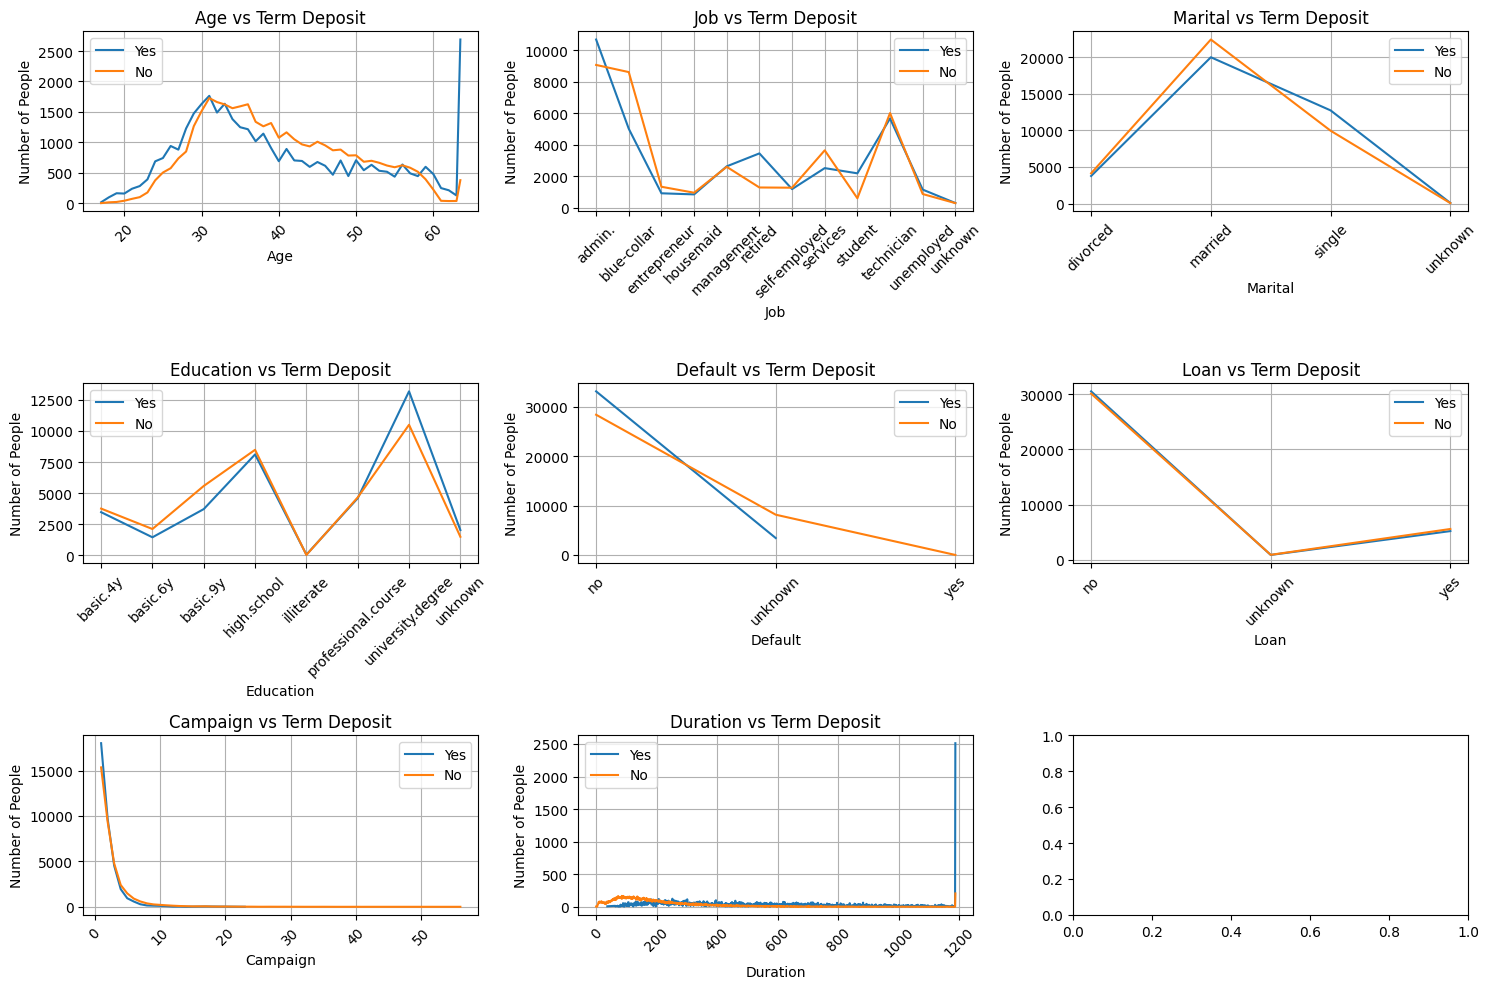 Age vs Term Deposit
Number of People
2500
2000
1500
1000
500
0
Yes
No
20
30
40
50
60
Age
Job vs Term Deposit
Number of People
10000
8000
6000
4000
2000
0
Yes
No
admin.
blue-collar
entrepreneur
housemaid
management
retired
self-employed
services
student
technician
unemployed
unknown
Job
Marital vs Term Deposit
Number of People
20000
15000
10000
5000
0
Yes
No
divorced
married
single
unknown
Marital
Education vs Term Deposit
Number of People
12500
10000
7500
5000
2500
0
Yes
No
basic.4y
basic.6y
basic.9y
high.school
illiterate
professional.course
university.degree
unknown
Education
Default vs Term Deposit
Number of People
30000
20000
10000
0
Yes
No
no
unknown
yes
Default
Loan vs Term Deposit
Number of People
30000
20000
10000
0
Yes
No
no
unknown
yes
Loan
Campaign vs Term Deposit
Number of People
15000
10000
5000
0
Yes
No
0
10
20
30
40
50
Campaign
Duration vs Term Deposit
Number of People
2500
2000
1500
1000
500
0
Yes
No
0
200
400
600
800
1000
1200
Duration
1.0
0.8
0.6
0.4
0.2
0.0
0.0
0.2
0.4
0.6
0.8
1.0